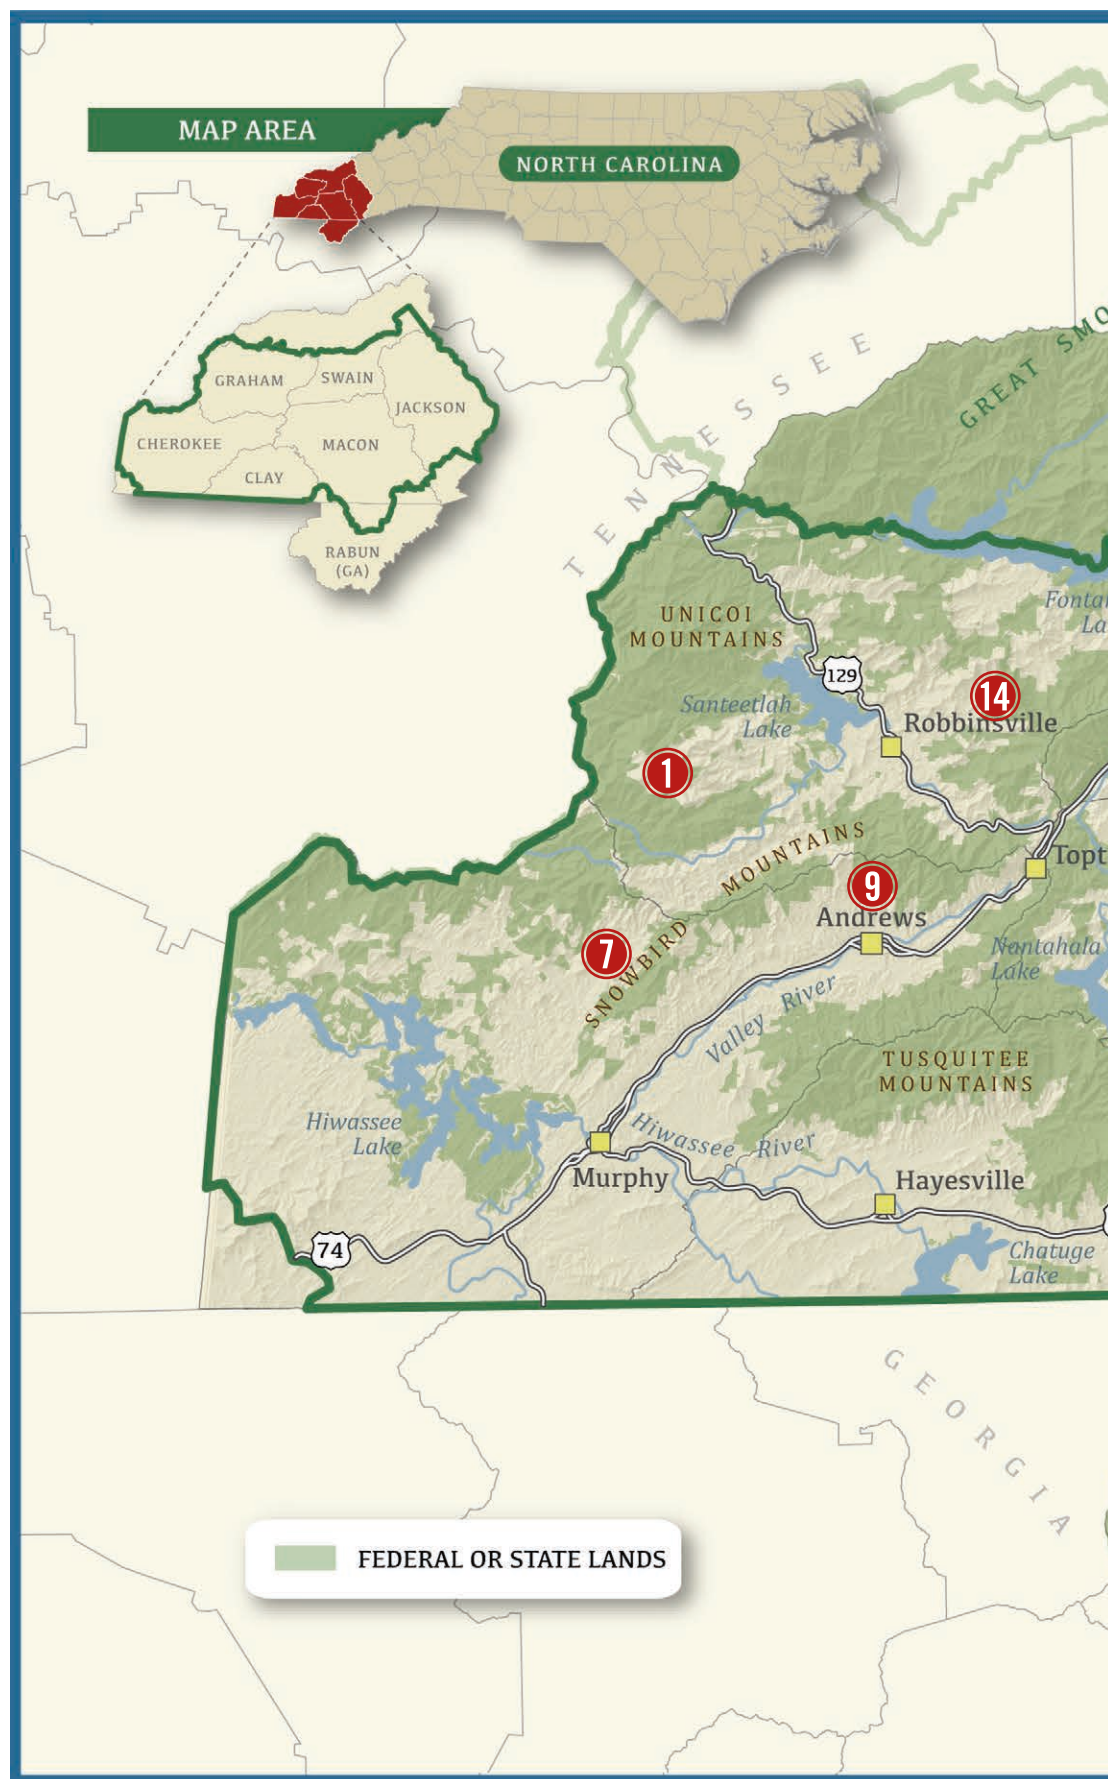 MAP AREA
NORTH CAROLINA
GRAHAM
SWAIN
JACKSON
CHEROKEE
MACON
CLAY
RABUN
(GA)
TENNESSEE
GREAT SMO
UNICOI
MOUNTAINS
Fonta
La
129
Santeetlah
Lake
14
Robbinsville
1
SNOWBIRD MOUNTAINS
Topt
9
Andrews
7
Nantahala
Lake
Valley River
TUSQUITEE
MOUNTAINS
Hiwassee
Lake
Hiwassee River
Murphy
Hayesville
74
Chatuge
Lake
GEORGIA
FEDERAL OR STATE LANDS